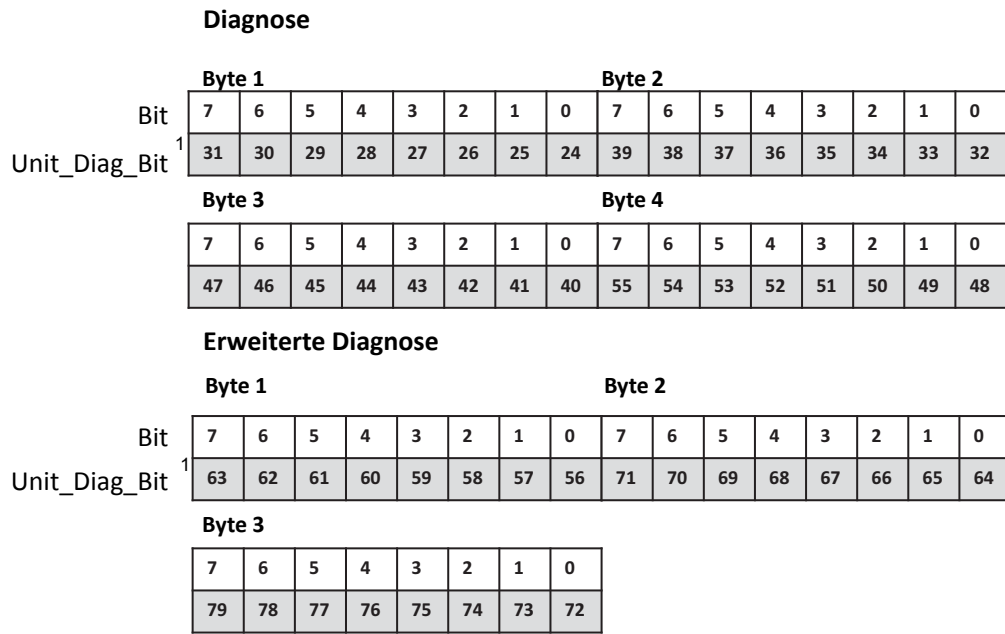 Diagnose
Byte 1 Byte 2
Bit 7 6 5 4 3 2 1 0 7 6 5 4 3 2 1 0
Unit_Diag_Bit 1 31 30 29 28 27 26 25 24 39 38 37 36 35 34 33 32
Byte 3 Byte 4
7 6 5 4 3 2 1 0 7 6 5 4 3 2 1 0
47 46 45 44 43 42 41 40 55 54 53 52 51 50 49 48
Erweiterte Diagnose
Byte 1 Byte 2
Bit 7 6 5 4 3 2 1 0 7 6 5 4 3 2 1 0
Unit_Diag_Bit 1 63 62 61 60 59 58 57 56 71 70 69 68 67 66 65 64
Byte 3
7 6 5 4 3 2 1 0
79 78 77 76 75 74 73 72